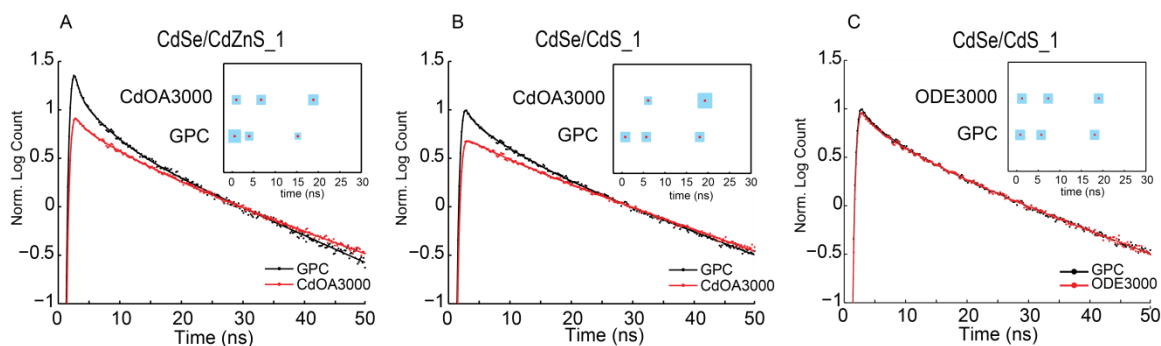 A
CdSe/CdZnS_1
1.5
1
0.5
0
−0.5
−1
Norm. Log Count
0
10
20
30
40
50
Time (ns)
CdOA3000
GPC
0
5
10
15
20
25
30
time (ns)
GPC
CdOA3000
B
CdSe/CdS_1
1.5
1
0.5
0
−0.5
−1
Norm. Log Count
0
10
20
30
40
50
Time (ns)
CdOA3000
GPC
0
5
10
15
20
25
30
time (ns)
GPC
CdOA3000
C
CdSe/CdS_1
1.5
1
0.5
0
−0.5
−1
Norm. Log Count
0
10
20
30
40
50
Time (ns)
ODE3000
GPC
0
5
10
15
20
25
30
time (ns)
GPC
ODE3000